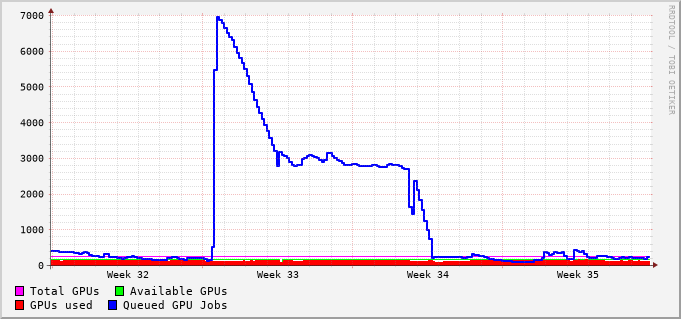 7000
6000
5000
4000
3000
2000
1000
0
Week 32 Week 33 Week 34 Week 35
Total GPUs Available GPUs
GPUs used Queued GPU Jobs
RRDTOOL / TOBI OETIKER